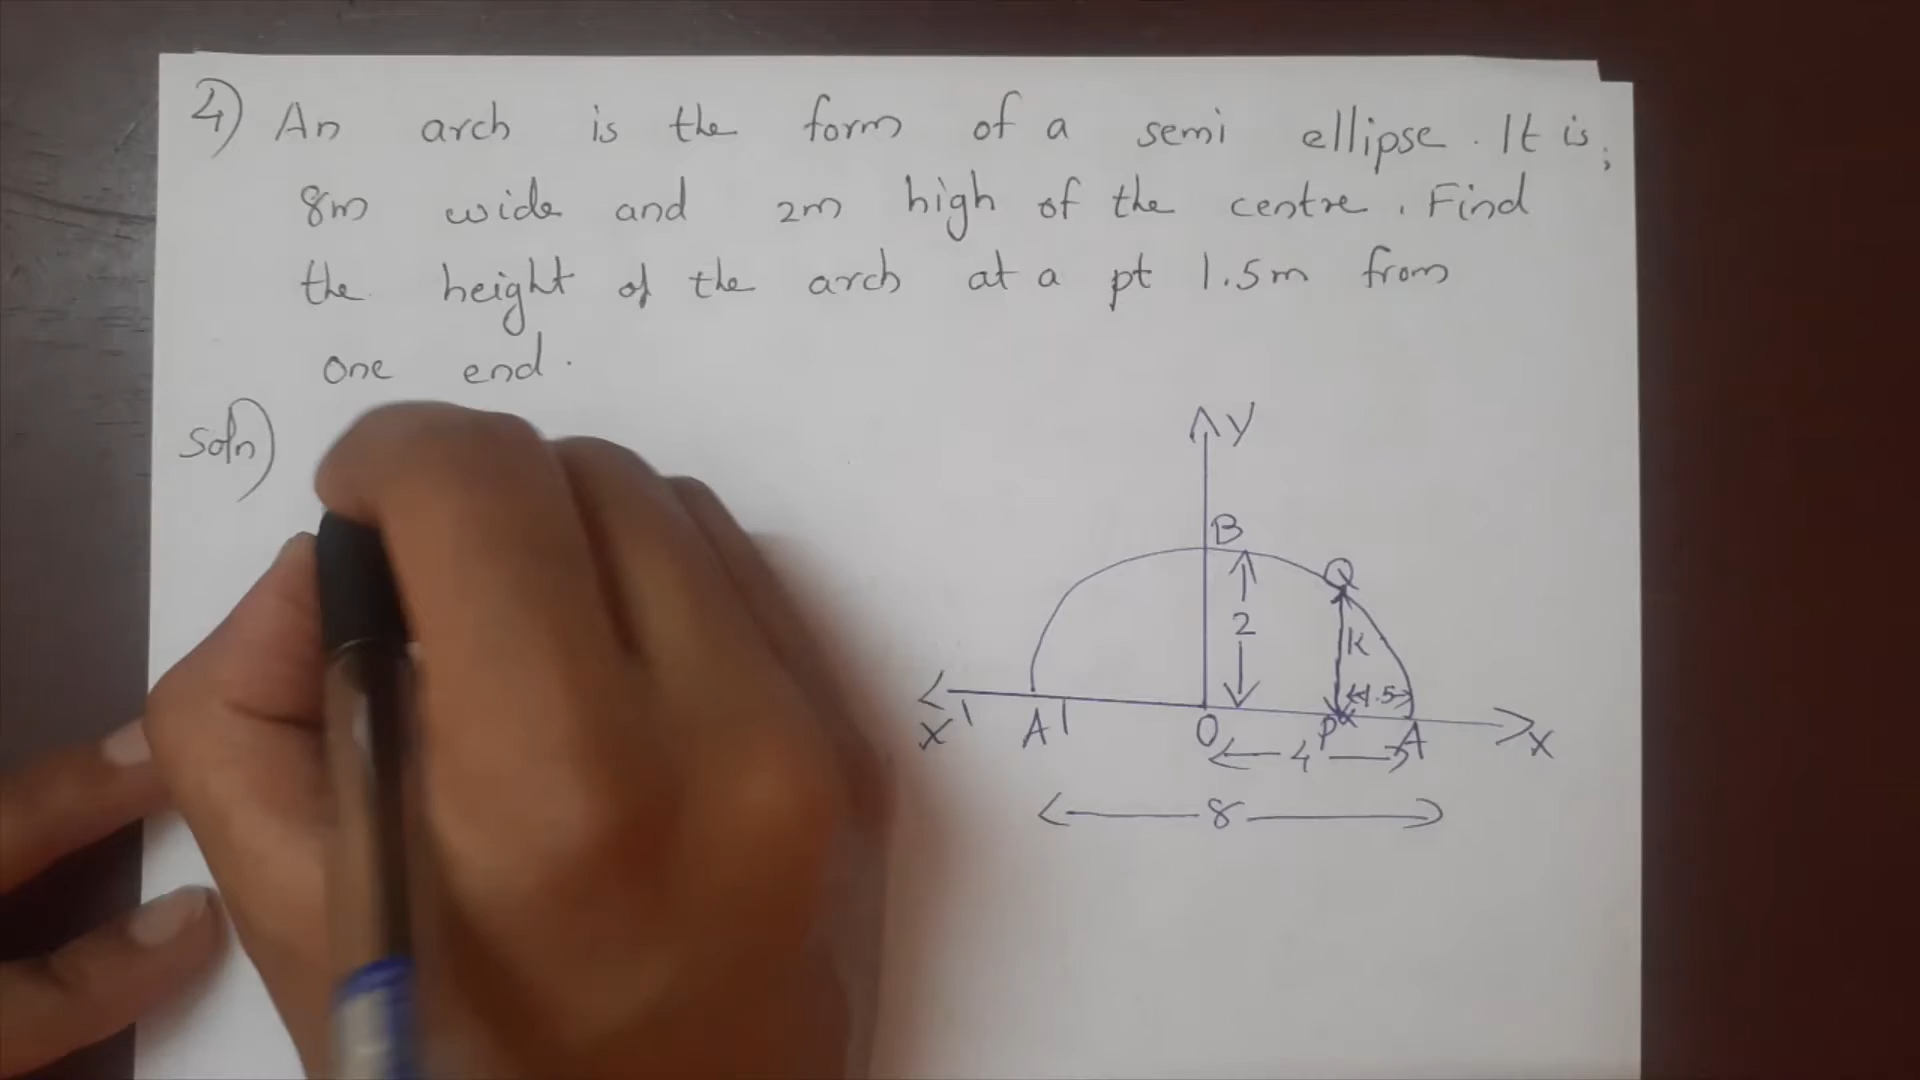 4) An arch is the form of a semi ellipse. It is
8m wide and 2m high of the centre. Find
the height of the arch at a pt 1.5m from
one end.
Soln)
Y
B
Q
2
K
1.5
X'
A'
O
P
A
X
4
8